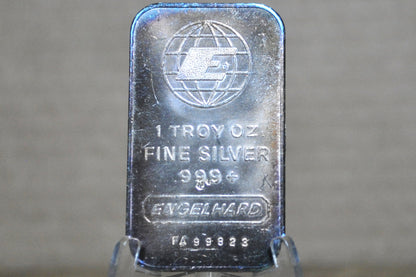 E
1 TROY OZ
FINE SILVER
999+
ENGELHARD
FA99823